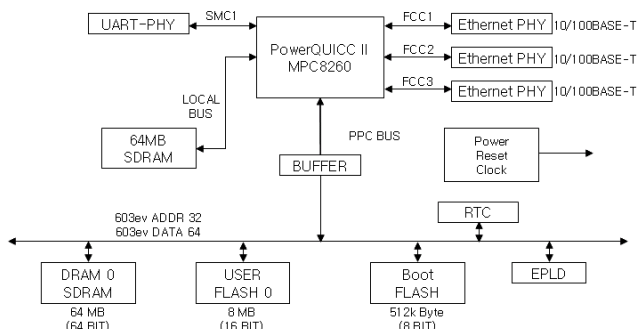 UART-PHY
SMC1
PowerQUICC II
MPC8260
FCC1
Ethernet PHY
10/100BASE-T
FCC2
Ethernet PHY
10/100BASE-T
FCC3
Ethernet PHY
10/100BASE-T
LOCAL
BUS
64MB
SDRAM
PPC BUS
BUFFER
Power
Reset
Clock
603ev ADDR 32
603ev DATA 64
RTC
DRAM 0
SDRAM
64 MB
(64 BIT)
USER
FLASH 0
8 MB
(16 BIT)
Boot
FLASH
512k Byte
(8 BIT)
EPLD